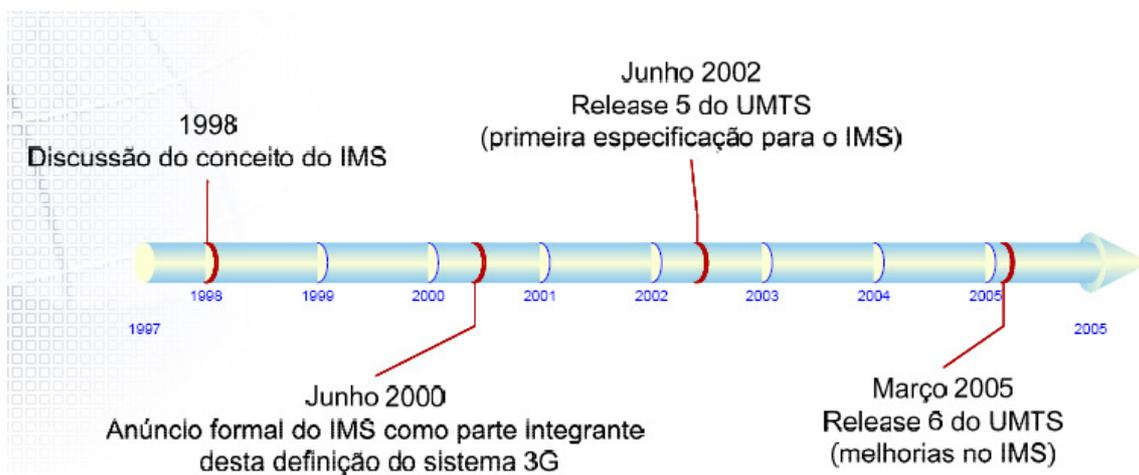 Junho 2002
Release 5 do UMTS
(primeira especificação para o IMS)
1998
Discussão do conceito do IMS
1998
1999
2000
2001
2002
2003
2004
2005
1997
2005
Junho 2000
Anúncio formal do IMS como parte integrante
desta definição do sistema 3G
Março 2005
Release 6 do UMTS
(melhorias no IMS)